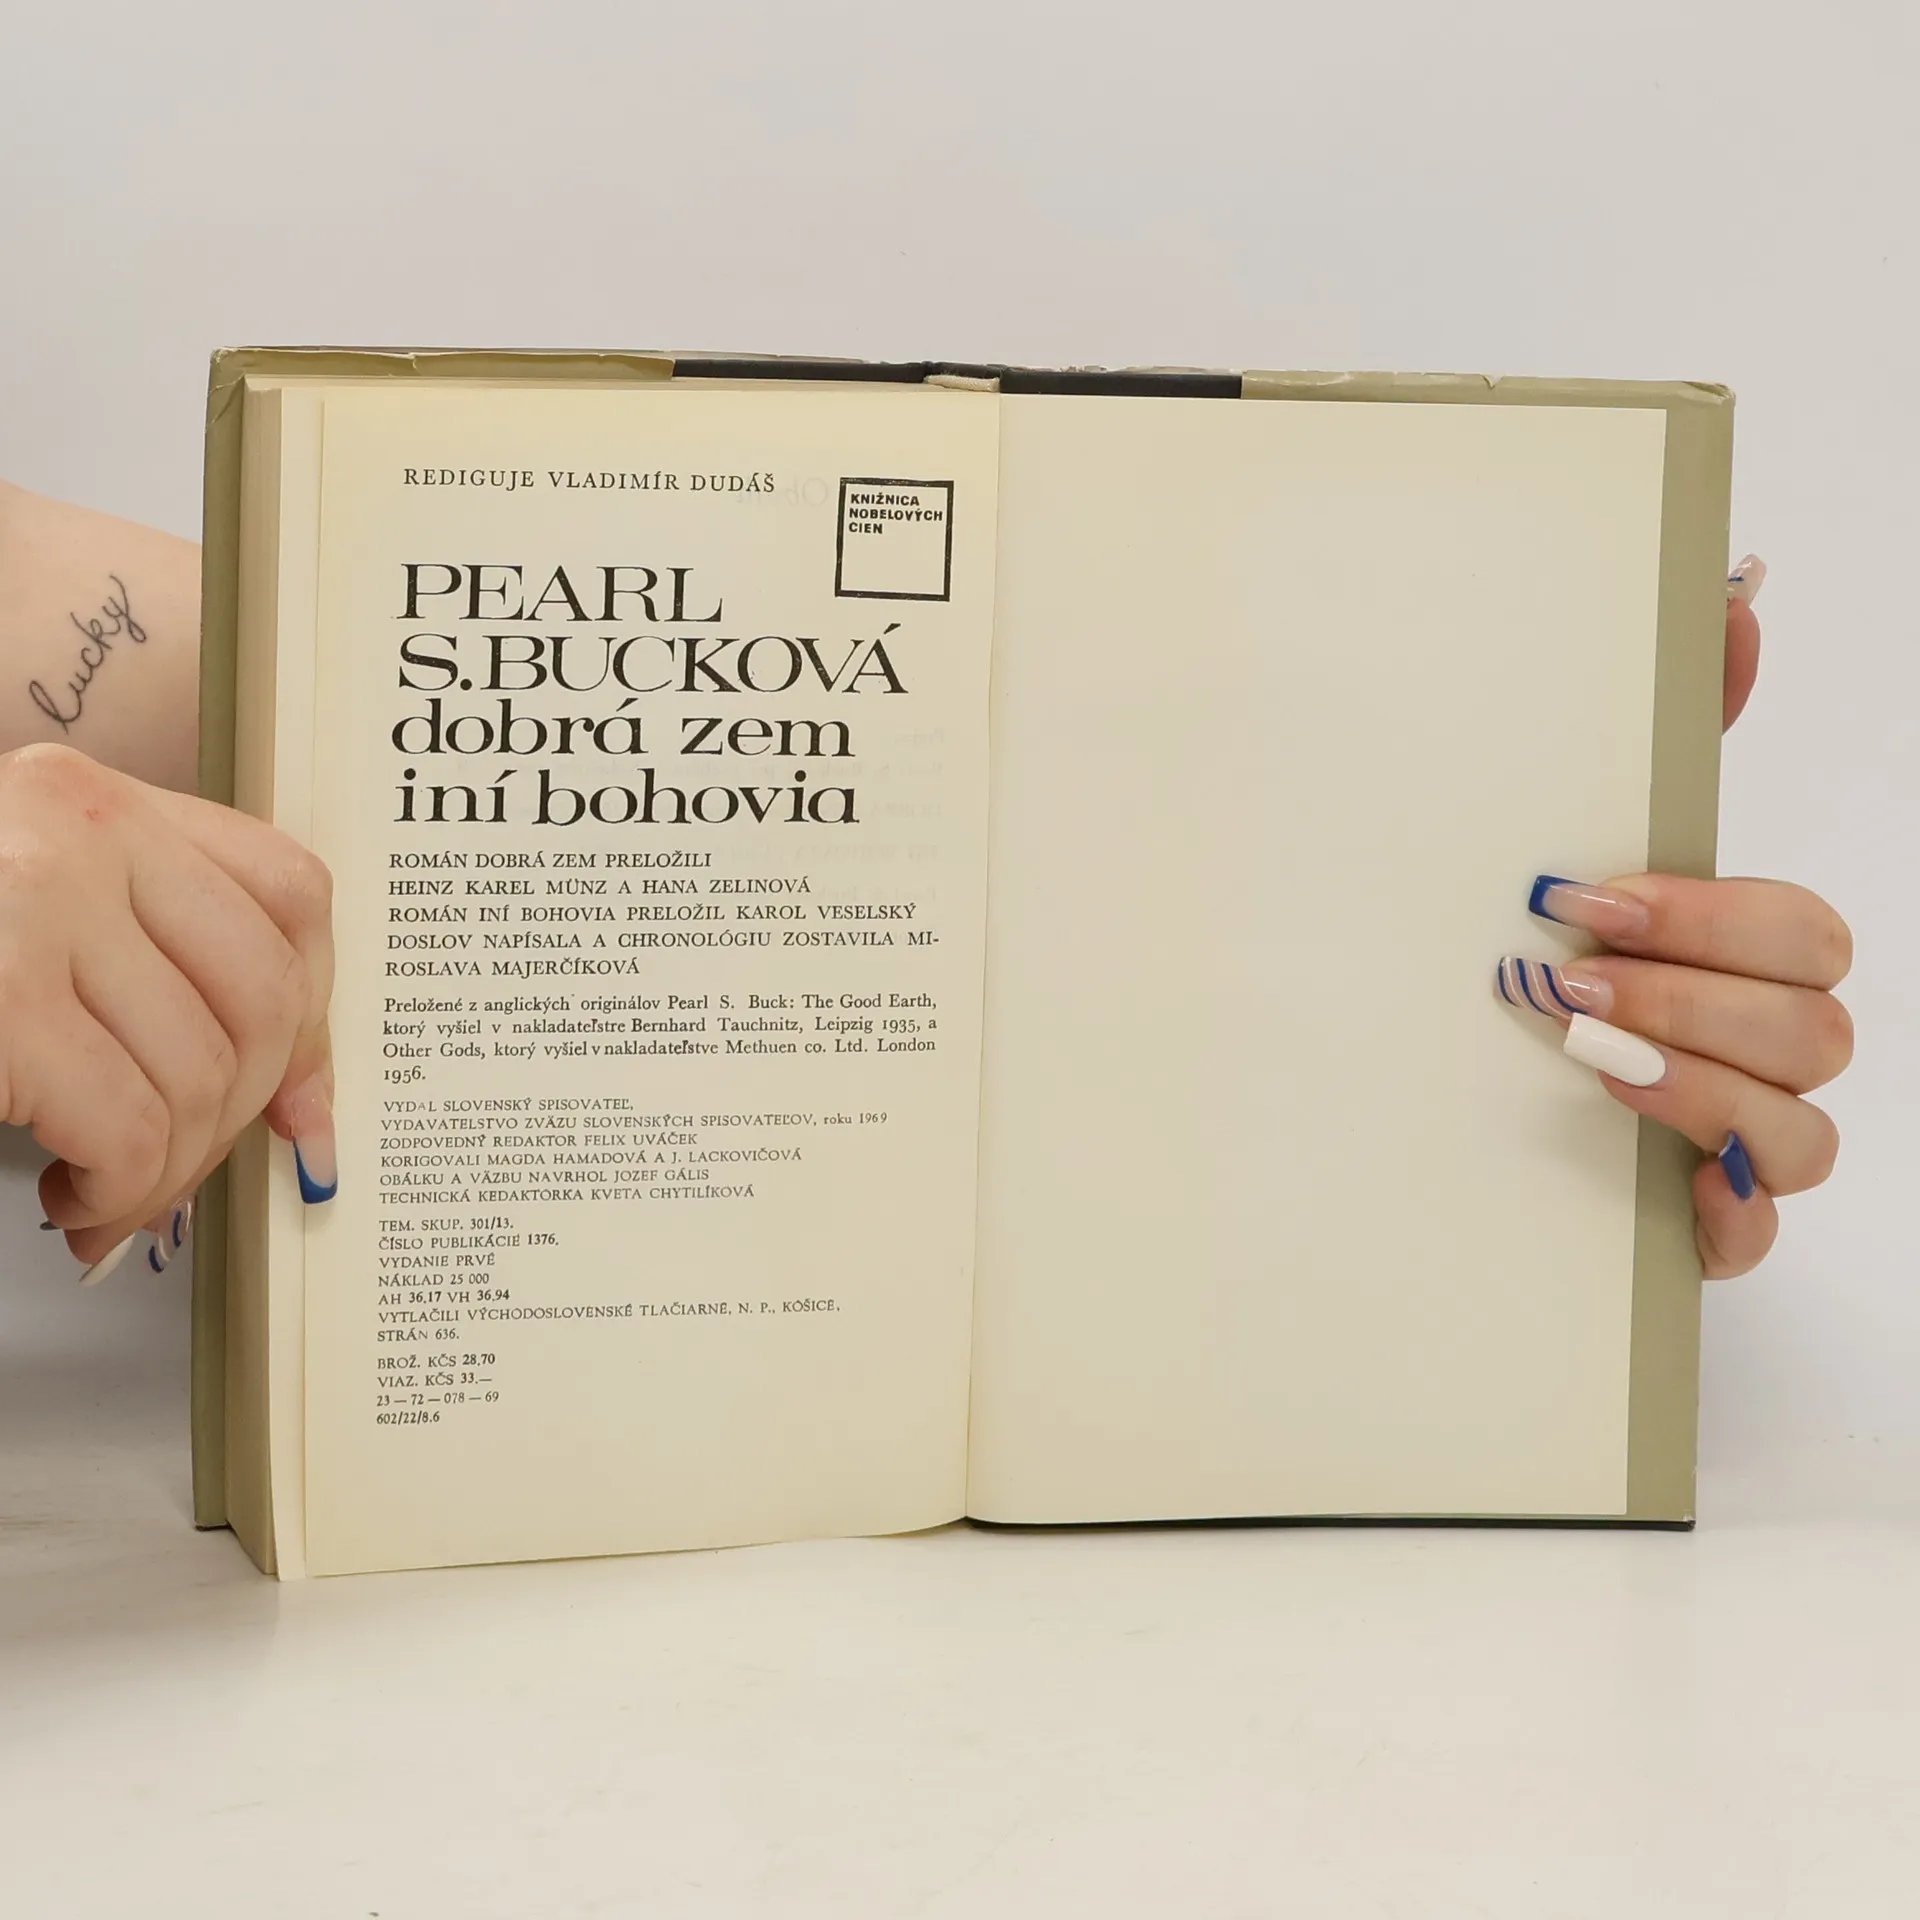 lucky
REDIGUJE VLADIMÍR DUDÁŠ
KNIŽNICA
NOBELOVÝCH
CIEN
PEARL
S. BUCKOVÁ
dobrá zem
iní bohovia
ROMÁN DOBRÁ ZEM PRELOŽILI
HEINZ KAREL MÜNZ A HANA ZELINOVÁ
ROMÁN INÍ BOHOVIA PRELOŽIL KAROL VESELSKÝ
DOSLOV NAPÍSALA A CHRONOLÓGIU ZOSTAVILA MI-
ROSLAVA MAJERČÍKOVÁ
Preložené z anglických originálov Pearl S. Buck: The Good Earth,
ktorý vyšiel v nakladateľstre Bernhard Tauchnitz, Leipzig 1935, a
Other Gods, ktorý vyšiel v nakladateľstve Methuen co. Ltd. London
1956.
VYDAL SLOVENSKÝ SPISOVATEĽ,
VYDAVATELSTVO ZVÄZU SLOVENSKÝCH SPISOVATEĽOV, roku 1969
ZODPOVEDNÝ REDAKTOR FELIX UVÁČEK
KORIGOVALI MAGDA HAMADOVÁ A J. LACKOVIČOVÁ
OBÁLKU A VÄZBU NAVRHOL JOZEF GÁLIS
TECHNICKÁ REDAKTORKA KVETA CHYTILÍKOVÁ
TEM. SKUP. 301/13.
ČÍSLO PUBLIKÁCIE 1376.
VYDANIE PRVÉ
NÁKLAD 25 000
AH 36,17 VH 36,94
VYTLAČILI VÝCHODOSLOVENSKÉ TLAČIARNE, N. P., KOŠICE,
STRÁN 636.
BROŽ. KČS 28,70
VIAZ. KČS 33,—
23 — 72 — 078 — 69
602/22/8.6